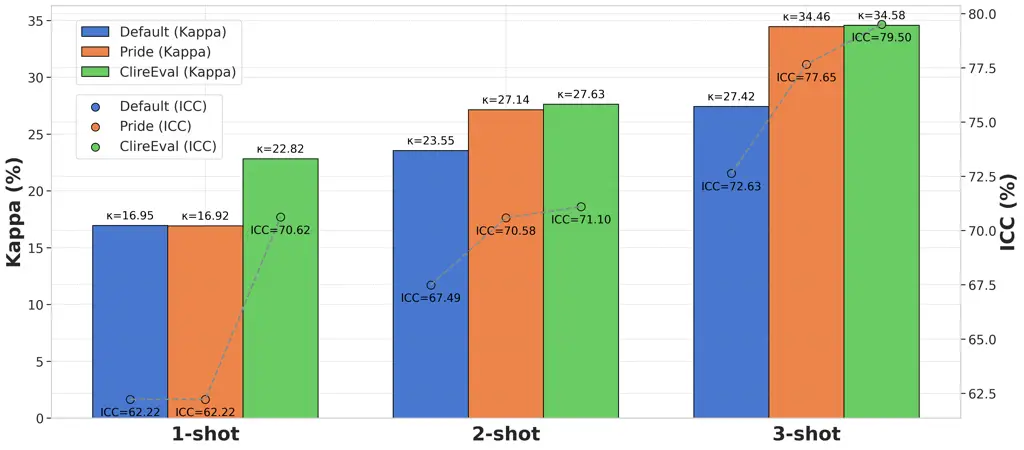 Default (Kappa)
Pride (Kappa)
ClireEval (Kappa)
Default (ICC)
Pride (ICC)
ClireEval (ICC)
Kappa (%)
35
30
25
20
15
10
5
0
κ=16.95
κ=16.92
κ=22.82
κ=23.55
κ=27.14
κ=27.63
κ=27.42
κ=34.46
κ=34.58
ICC=62.22
ICC=62.22
ICC=70.62
ICC=67.49
ICC=70.58
ICC=71.10
ICC=72.63
ICC=77.65
ICC=79.50
80.0
77.5
75.0
72.5
70.0
67.5
65.0
62.5
ICC (%)
1-shot
2-shot
3-shot